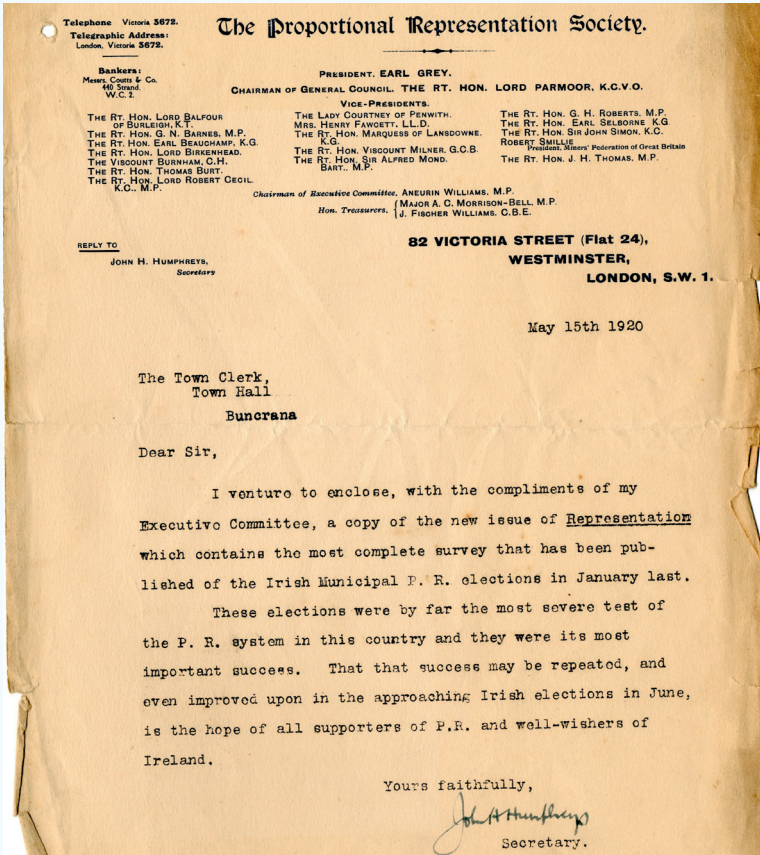 Telephone Victoria 3672.
Telegraphic Address:
London, Victoria 3672.
The Proportional Representation Society.
Bankers:
Messrs. Coutts & Co.
440 Strand.
W.C. 2.
PRESIDENT. EARL GREY.
CHAIRMAN OF GENERAL COUNCIL. THE RT. HON. LORD PARMOOR, K.C.V.O.
VICE-PRESIDENTS.
THE RT. HON. LORD BALFOUR
OF BURLEIGH, K.T.
THE RT. HON. G. N. BARNES, M.P.
THE RT. HON. EARL BEAUCHAMP, K.G.
THE RT. HON. LORD BIRKENHEAD.
THE VISCOUNT BURNHAM, C.H.
THE RT. HON. THOMAS BURT.
THE RT. HON. LORD ROBERT CECIL
K.C., M.P.
THE LADY COURTNEY OF PENWITH.
MRS. HENRY FAWCETT, LL.D.
THE RT. HON. MARQUESS OF LANSDOWNE.
K.G.
THE RT. HON. VISCOUNT MILNER, G.C.B.
THE RT. HON. SIR ALFRED MOND.
BART., M.P.
THE RT. HON. G. H. ROBERTS, M.P.
THE RT. HON. EARL SELBORNE K.G.
THE RT. HON. SIR JOHN SIMON, K.C.
ROBERT SMILLIE
President, Miners' Federation of Great Britain
THE RT. HON. J. H. THOMAS, M.P.
Chairman of Executive Committee. ANEURIN WILLIAMS. M.P.
Hon. Treasurers. { MAJOR A. C. MORRISON-BELL, M.P.
J. FISCHER WILLIAMS, C.B.E.
REPLY TO
JOHN H. HUMPHREYS,
Secretary
82 VICTORIA STREET (Flat 24),
WESTMINSTER,
LONDON, S.W. 1.
May 15th 1920
The Town Clerk,
Town Hall
Buncrana
Dear Sir,
I venture to enclose, with the compliments of my
Executive Committee, a copy of the new issue of Representation
which contains the most complete survey that has been pub-
lished of the Irish Municipal P. R. elections in January last.
These elections were by far the most severe test of
the P. R. system in this country and they were its most
important success. That that success may be repeated, and
even improved upon in the approaching Irish elections in June,
is the hope of all supporters of P.R. and well-wishers of
Ireland.
Yours faithfully,
John H Humphreys
Secretary.